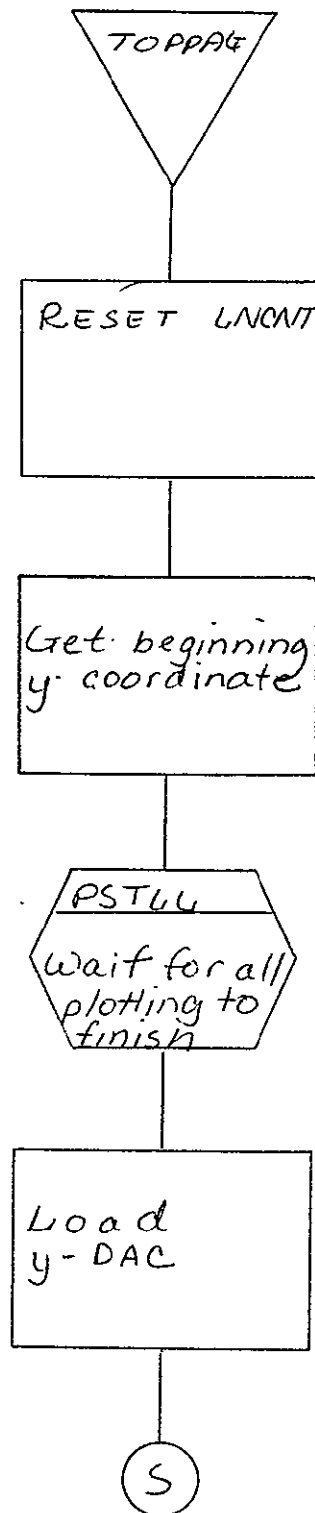 TOPPAG
RESET LNCNT
Get beginning
y coordinate
PSTLL
Wait for all
plotting to
finish
Load
y-DAC
S